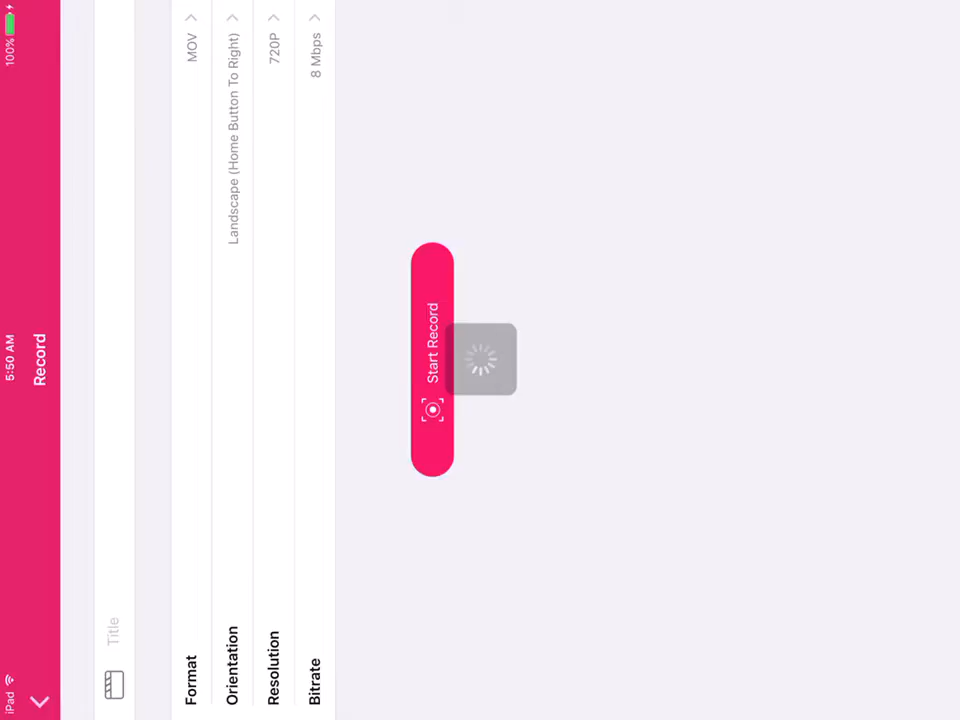 iPad 5:50 AM 100%
Record
Title
Format MOV
Orientation Landscape (Home Button To Right)
Resolution 720P
Bitrate 8 Mbps
Start Record